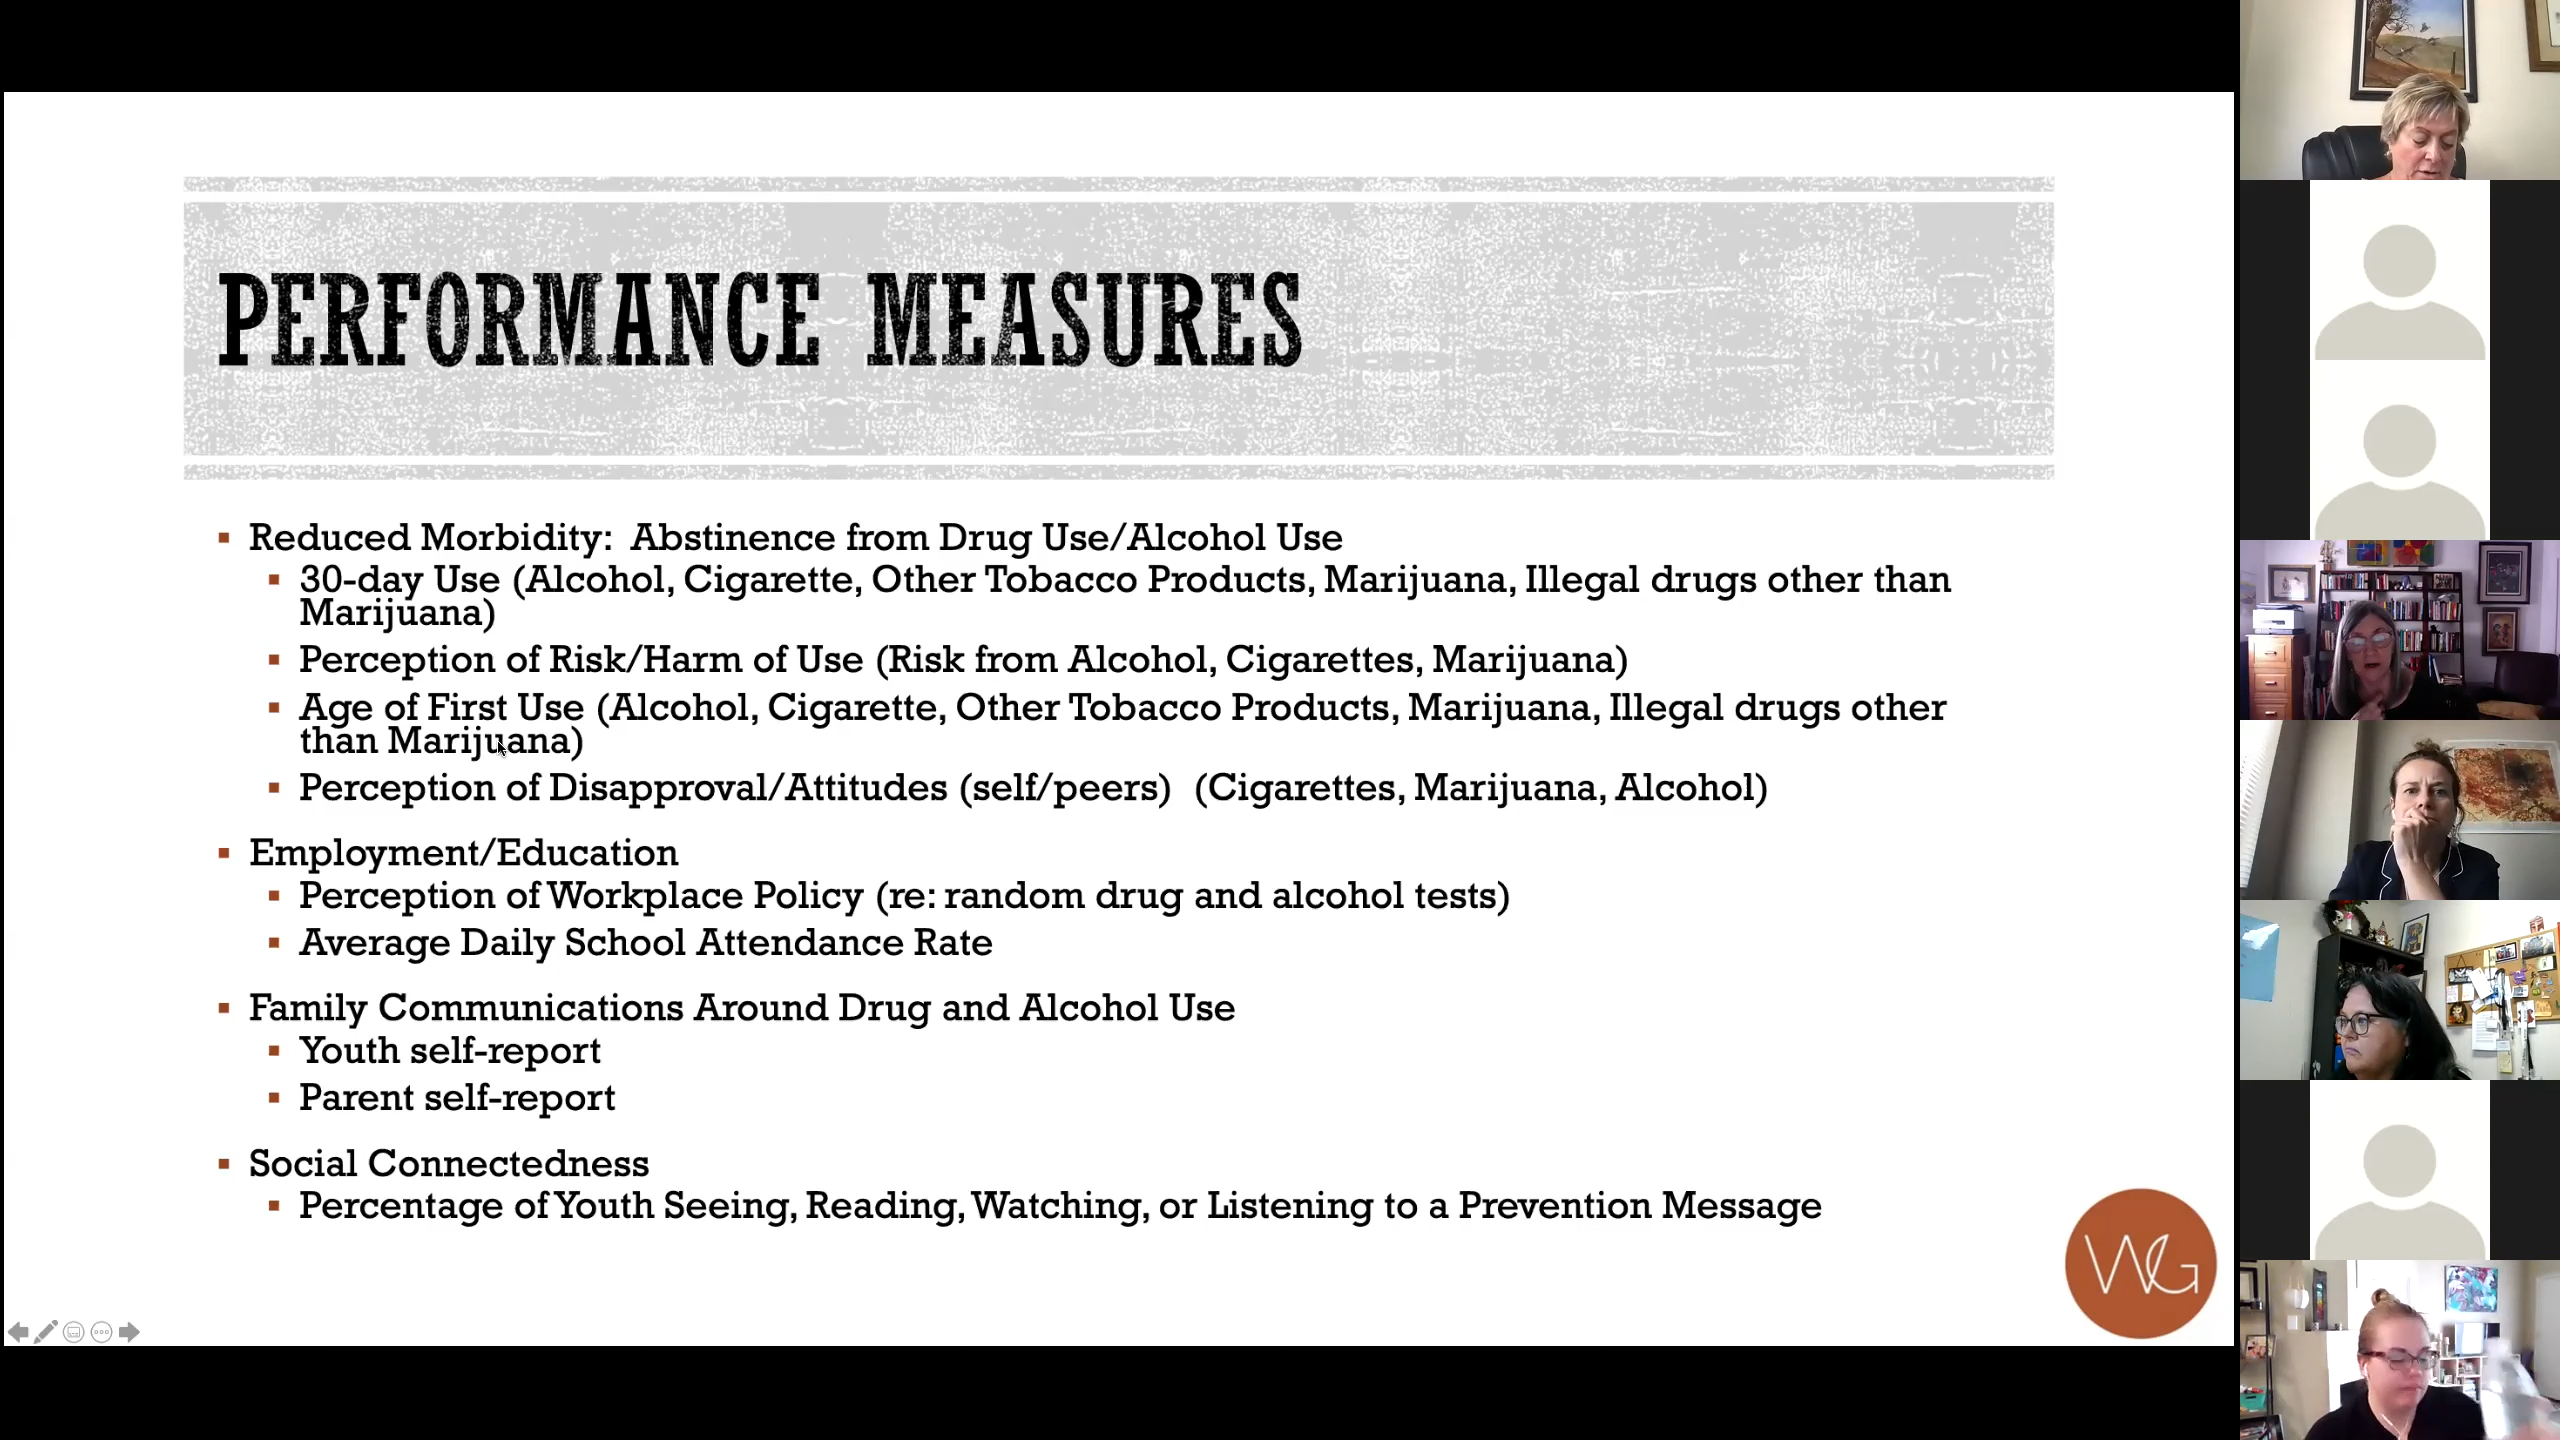 PERFORMANCE MEASURES
Reduced Morbidity:  Abstinence from Drug Use/Alcohol Use
30-day Use (Alcohol, Cigarette, Other Tobacco Products, Marijuana, Illegal drugs other than
Marijuana)
Perception of Risk/Harm of Use (Risk from Alcohol, Cigarettes, Marijuana)
Age of First Use (Alcohol, Cigarette, Other Tobacco Products, Marijuana, Illegal drugs other
than Marijuana)
Perception of Disapproval/Attitudes (self/peers)  (Cigarettes, Marijuana, Alcohol)
Employment/Education
Perception of Workplace Policy (re: random drug and alcohol tests)
Average Daily School Attendance Rate
Family Communications Around Drug and Alcohol Use
Youth self-report
Parent self-report
Social Connectedness
Percentage of Youth Seeing, Reading, Watching, or Listening to a Prevention Message
WG